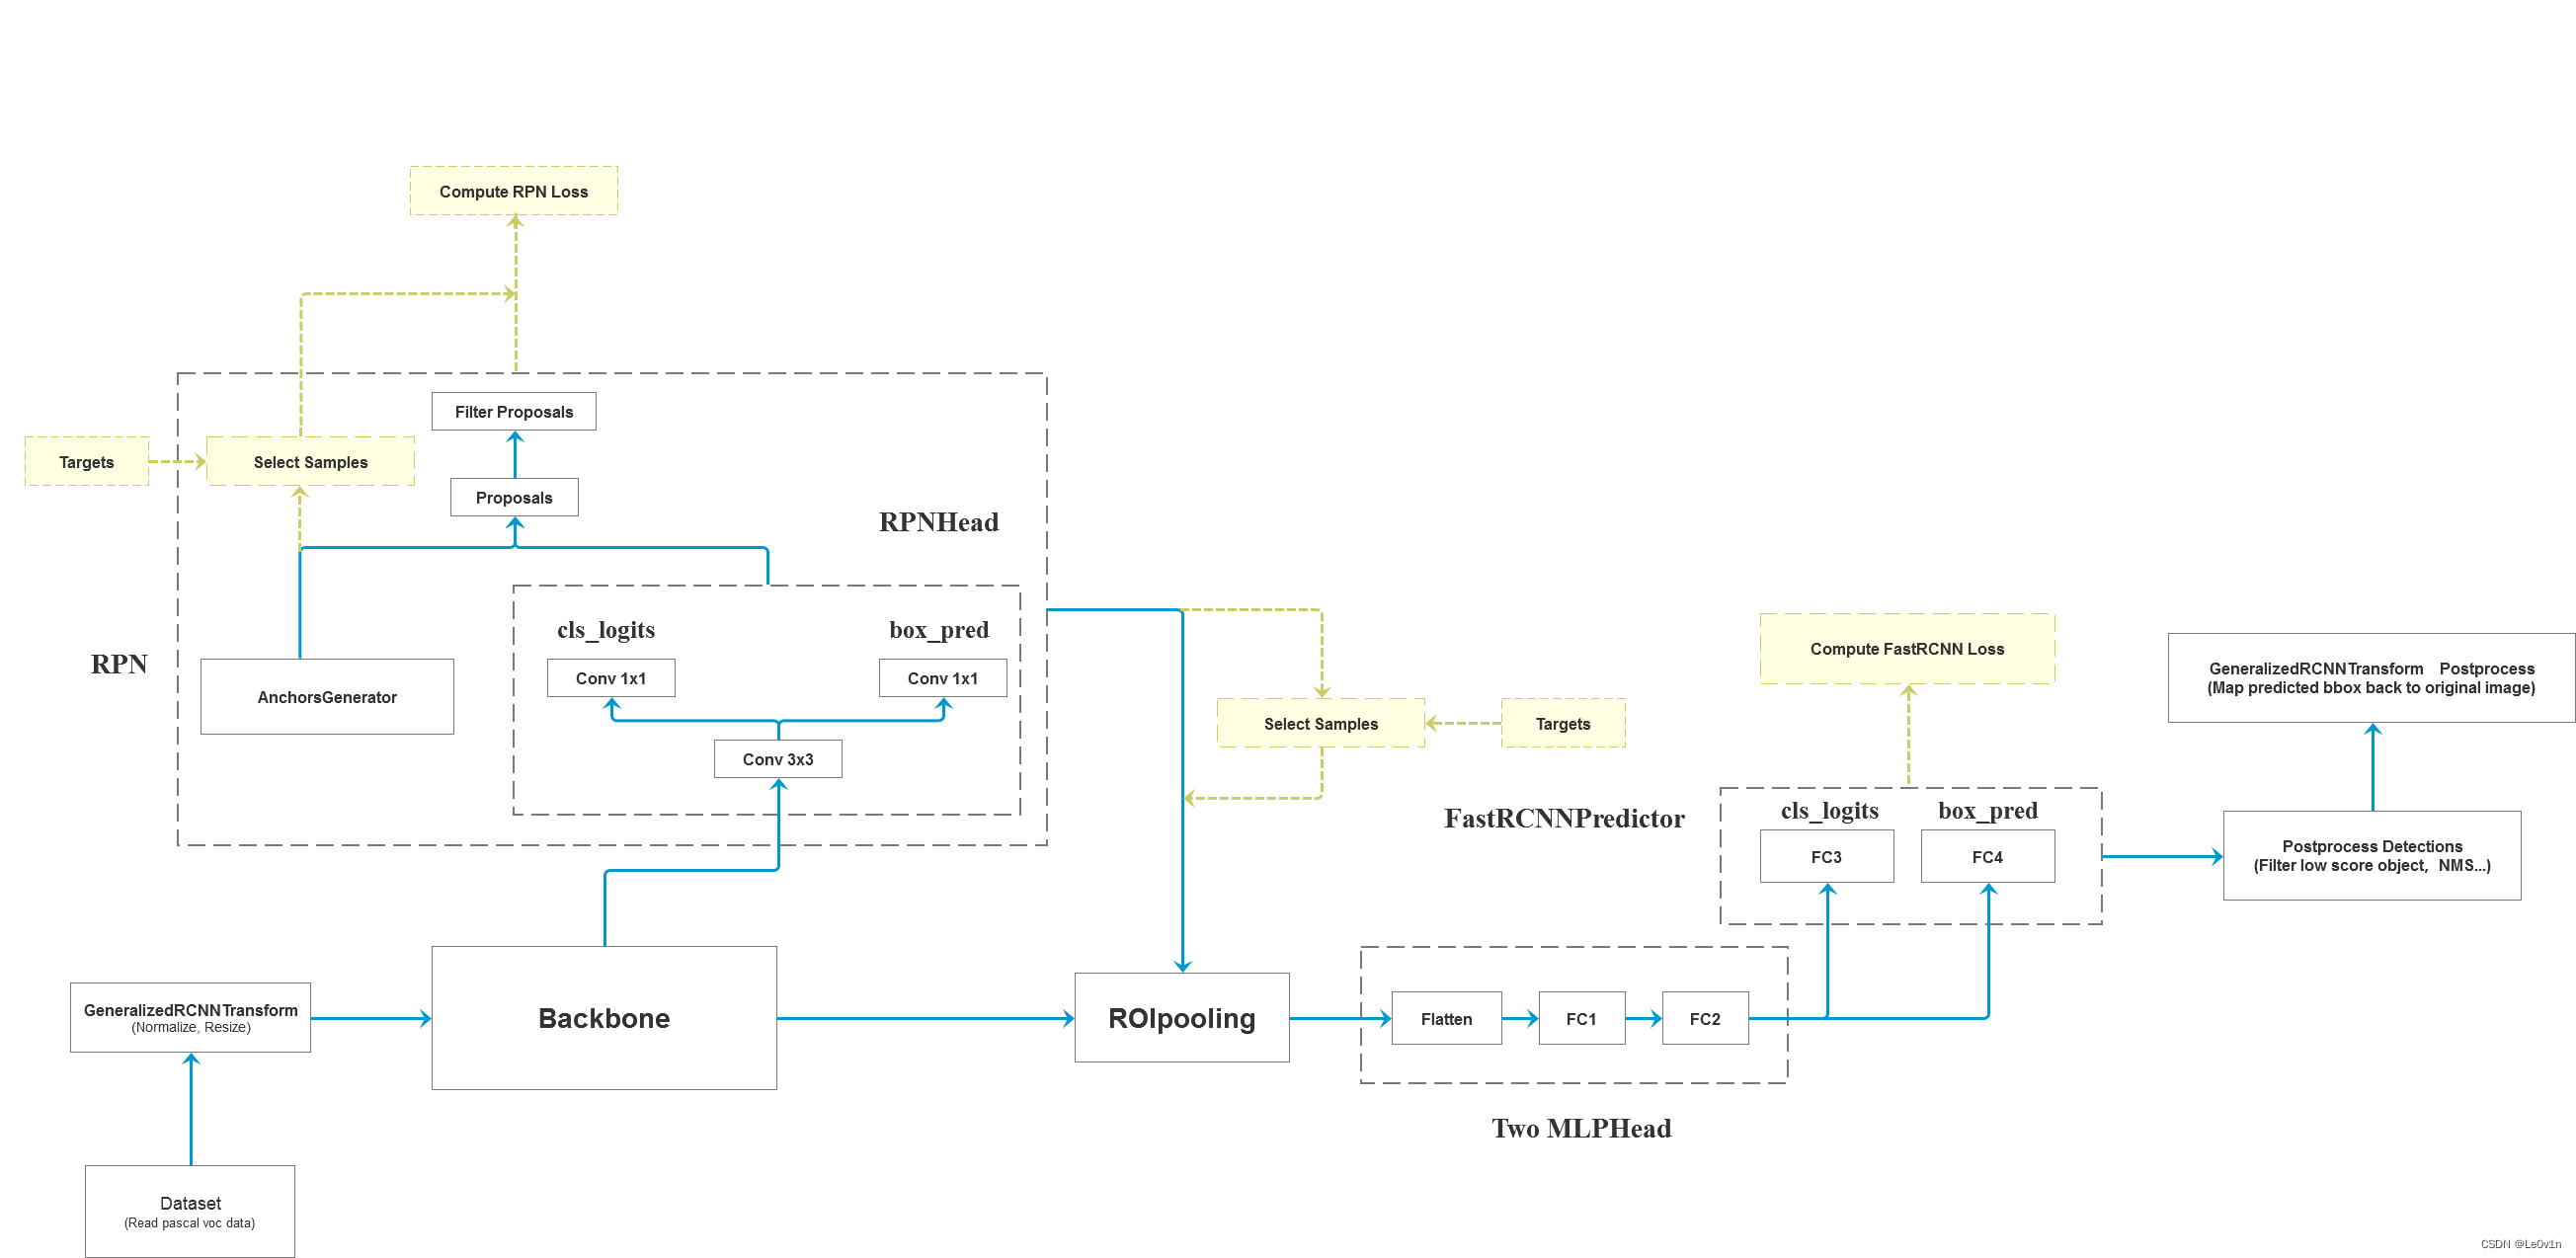 Compute RPN Loss
Filter Proposals
Targets
Select Samples
Proposals
RPNHead
cls_logits
box_pred
RPN
AnchorsGenerator
Conv 1x1
Conv 1x1
Conv 3x3
Select Samples
Targets
Compute FastRCNN Loss
GeneralizedRCNNTransform Postprocess
(Map predicted bbox back to original image)
FastRCNNPredictor
cls_logits
box_pred
FC3
FC4
Postprocess Detections
(Filter low score object，NMS...)
GeneralizedRCNNTransform
(Normalize, Resize)
Backbone
ROIpooling
Flatten
FC1
FC2
Two MLPHead
Dataset
(Read pascal voc data)
CSDN @Le0v1n